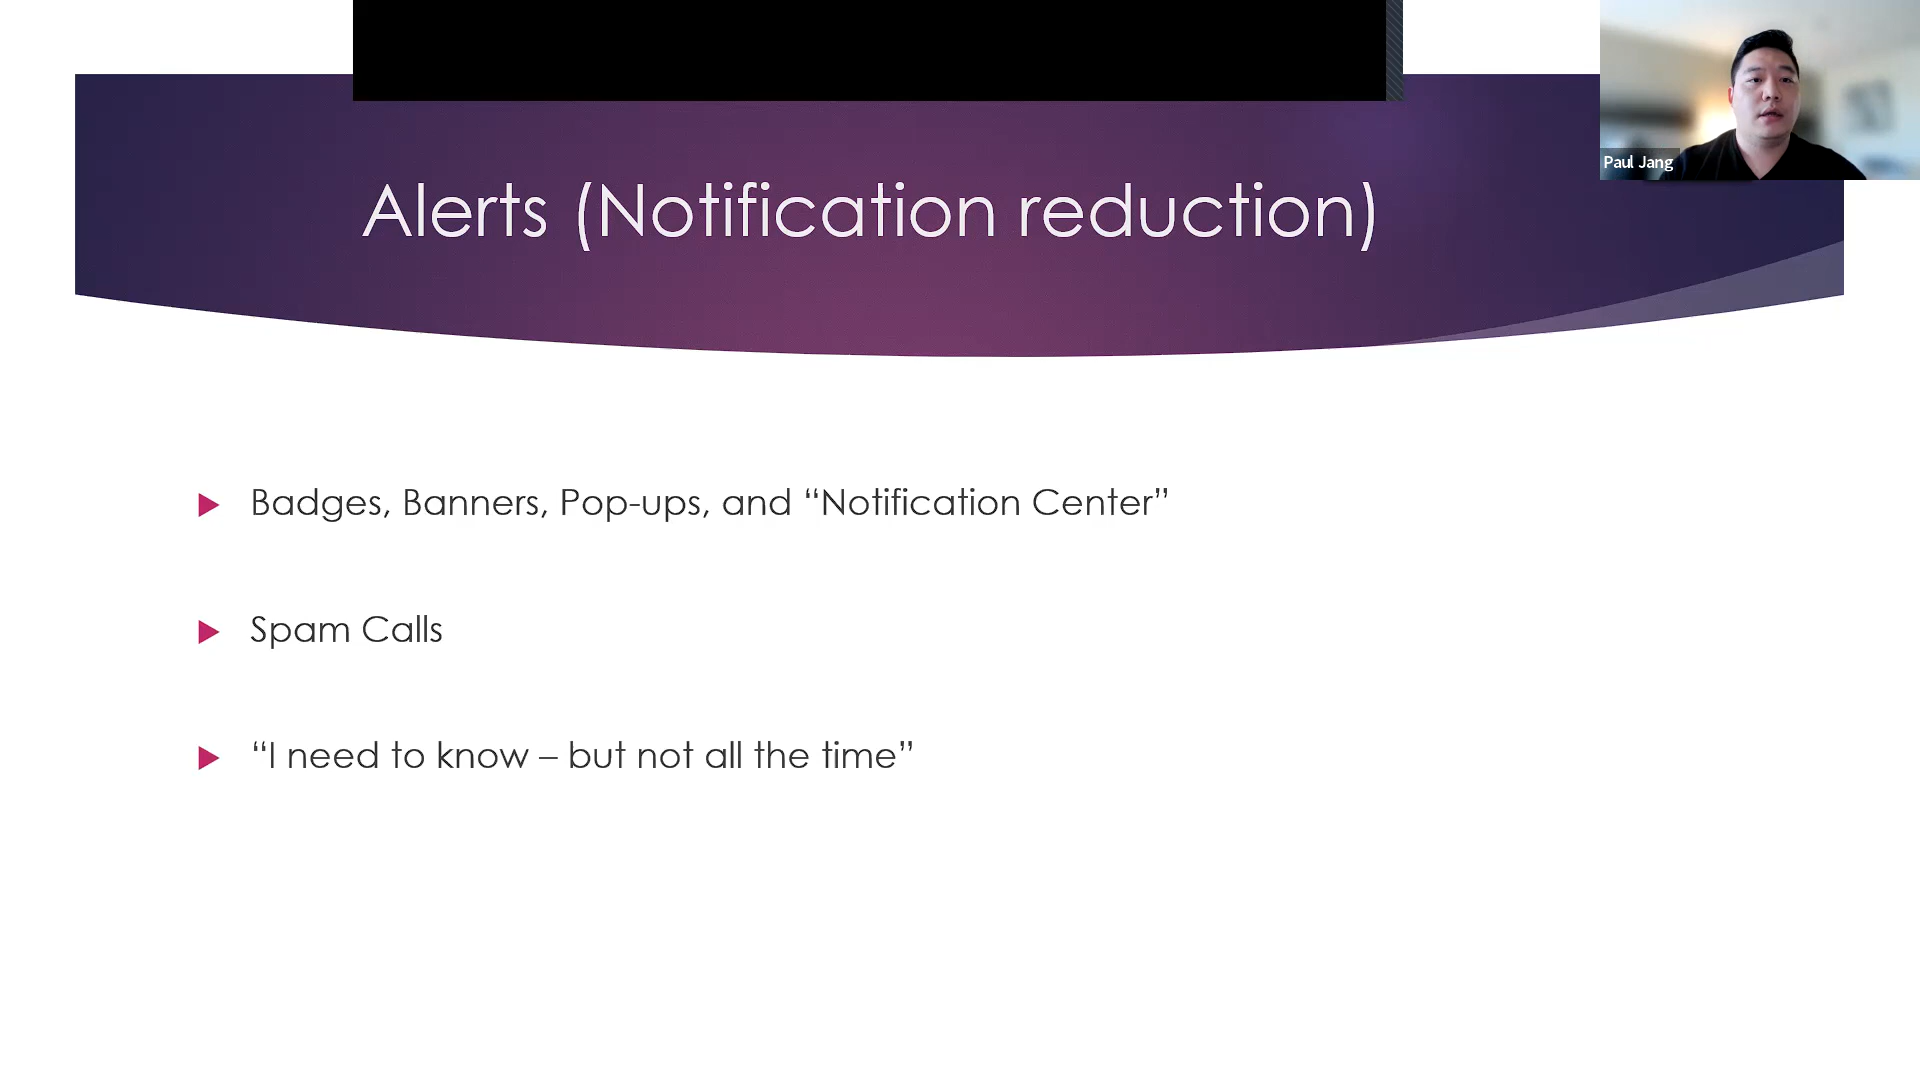 Paul Jang
Alerts (Notification reduction)
Badges, Banners, Pop-ups, and “Notification Center”
Spam Calls
“I need to know – but not all the time”